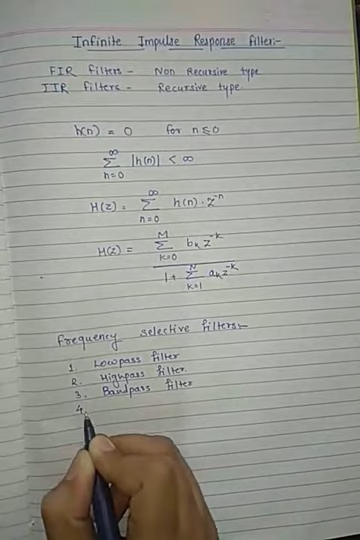 Infinite Impulse Response filter:-
FIR filters - Non Recursive type
IIR filters - Recursive type
h(n) = 0 for n ≤ 0
∞
∑ |h(n)| < ∞
n=0
∞
H(z) = ∑ h(n) . z^-n
n=0
M
∑ b_k z^-k
H(z) = k=0
1 + ∑ a_k z^-k
N
k=1
frequency selective filters:-
1. Lowpass filter
2. Highpass filter
3. Bandpass filter
4.